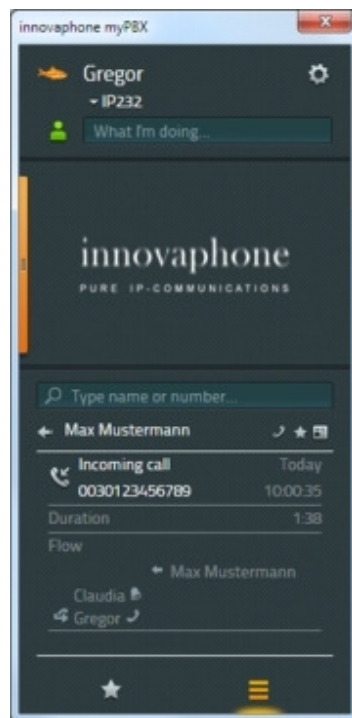 innovaphone myPBX
Gregor
IP232
What I'm doing...
innovaphone
PURE IP-COMMUNICATIONS
Type name or number...
Max Mustermann
Incoming call Today
0030123456789 10:00:35
Duration 1:38
Flow
Max Mustermann
Claudia
Gregor